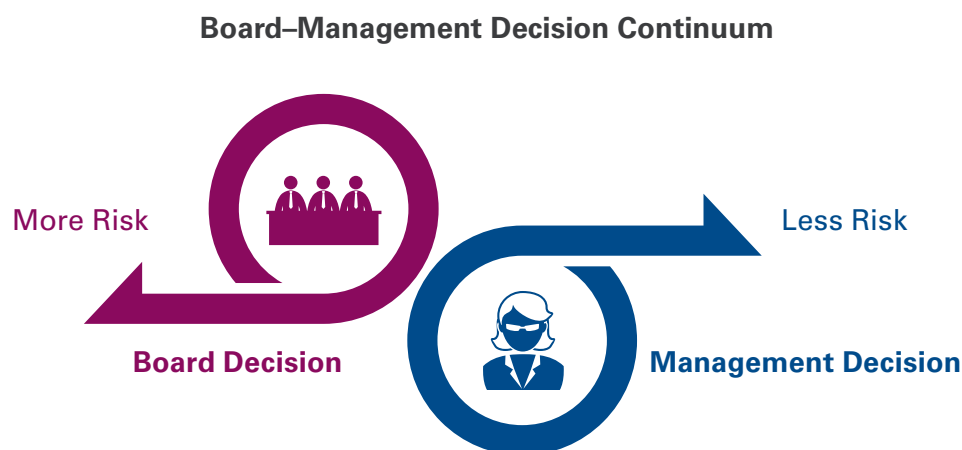 Board–Management Decision Continuum
More Risk
Less Risk
Board Decision
Management Decision